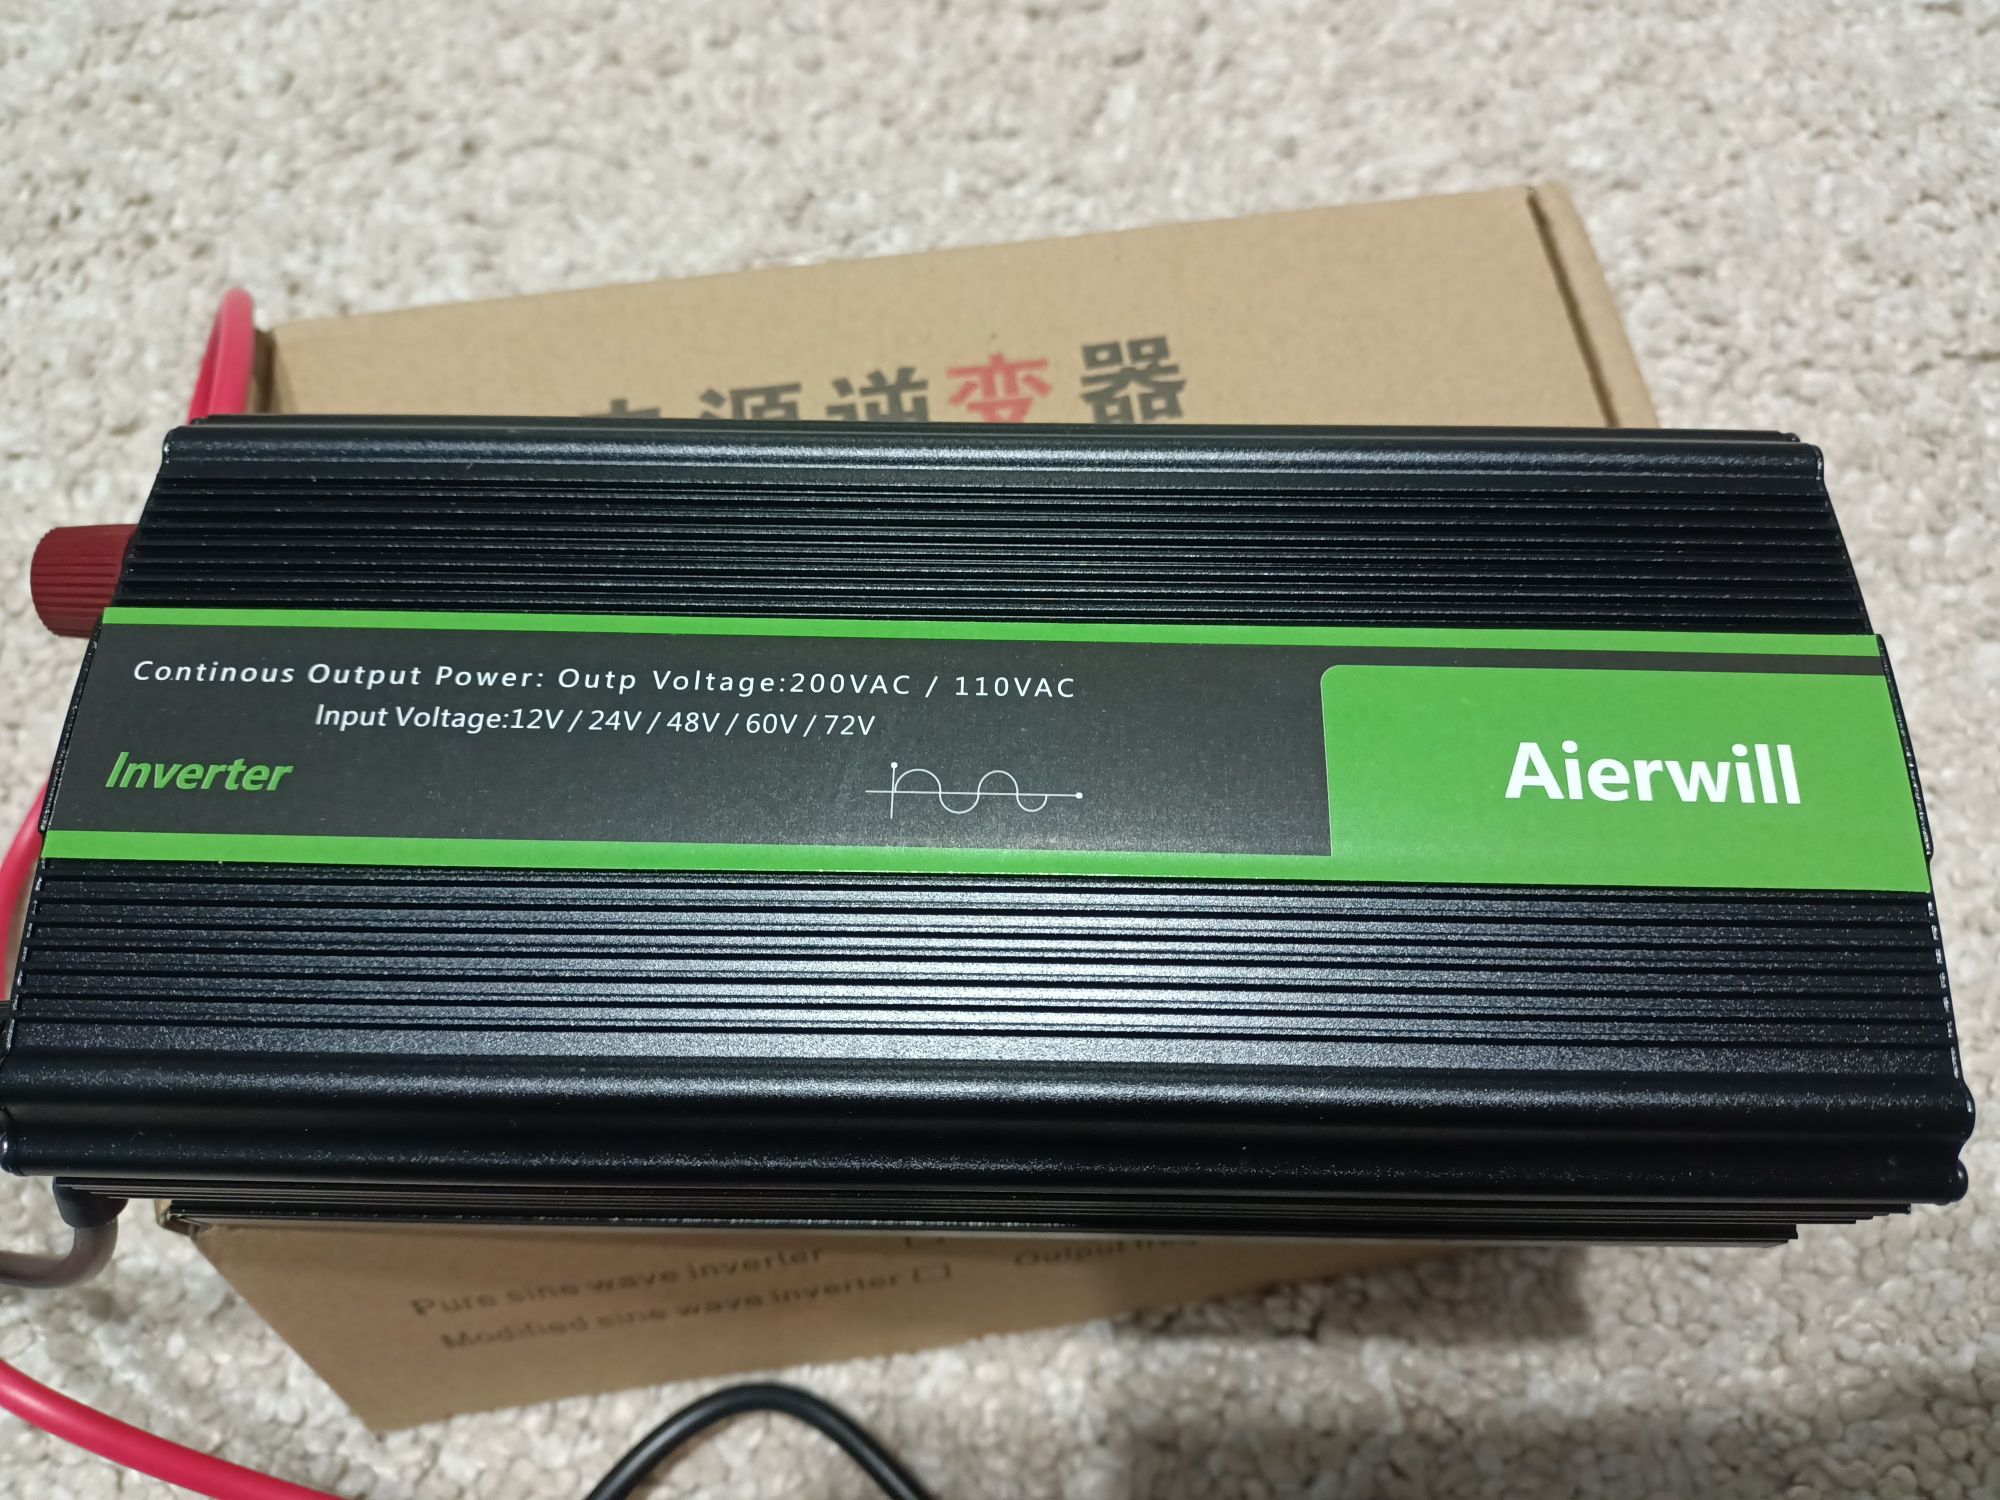 源逆变器
Continous Output Power: Outp Voltage:200VAC / 110VAC
Input Voltage:12V / 24V / 48V / 60V / 72V
Inverter
Aierwill
Pure sine wave inverter
Modified sine wave inverter
Output